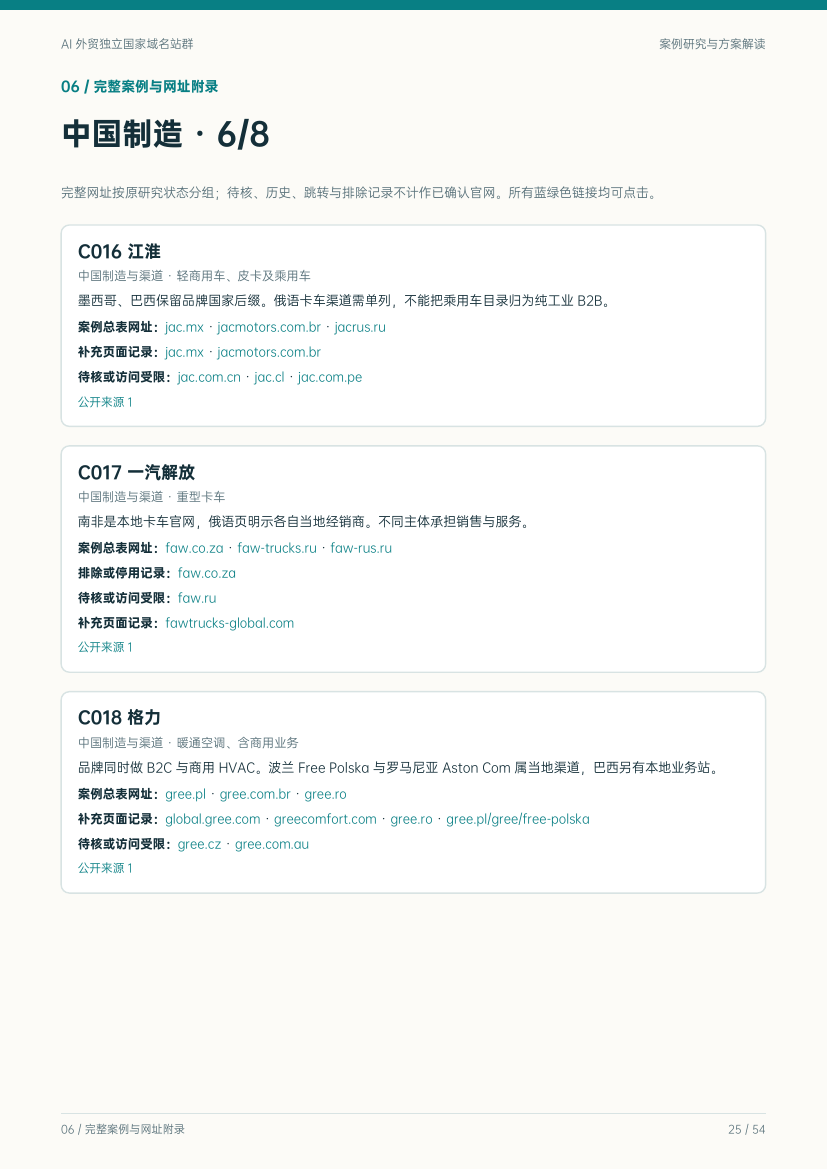 AI 外贸独立国家域名站群
案例研究与方案解读
06 / 完整案例与网址附录
中国制造 · 6/8
完整网址按原研究状态分组；待核、历史、跳转与排除记录不计作已确认官网。所有蓝绿色链接均可点击。
C016 江淮
中国制造与渠道 · 轻商用车、皮卡及乘用车
墨西哥、巴西保留品牌国家后缀。俄语卡车渠道需单列，不能把乘用车目录归为纯工业 B2B。
案例总表网址：jac.mx · jacmotors.com.br · jacrus.ru
补充页面记录：jac.mx · jacmotors.com.br
待核或访问受限：jac.com.cn · jac.cl · jac.com.pe
公开来源 1
C017 一汽解放
中国制造与渠道 · 重型卡车
南非是本地卡车官网，俄语页明示各自当地经销商。不同主体承担销售与服务。
案例总表网址：faw.co.za · faw-trucks.ru · faw-rus.ru
排除或停用记录：faw.co.za
待核或访问受限：faw.ru
补充页面记录：fawtrucks-global.com
公开来源 1
C018 格力
中国制造与渠道 · 暖通空调、含商用业务
品牌同时做 B2C 与商用 HVAC。波兰 Free Polska 与罗马尼亚 Aston Com 属当地渠道，巴西另有本地业务站。
案例总表网址：gree.pl · gree.com.br · gree.ro
补充页面记录：global.gree.com · greecomfort.com · gree.ro · gree.pl/gree/free-polska
待核或访问受限：gree.cz · gree.com.au
公开来源 1
06 / 完整案例与网址附录
25 / 54